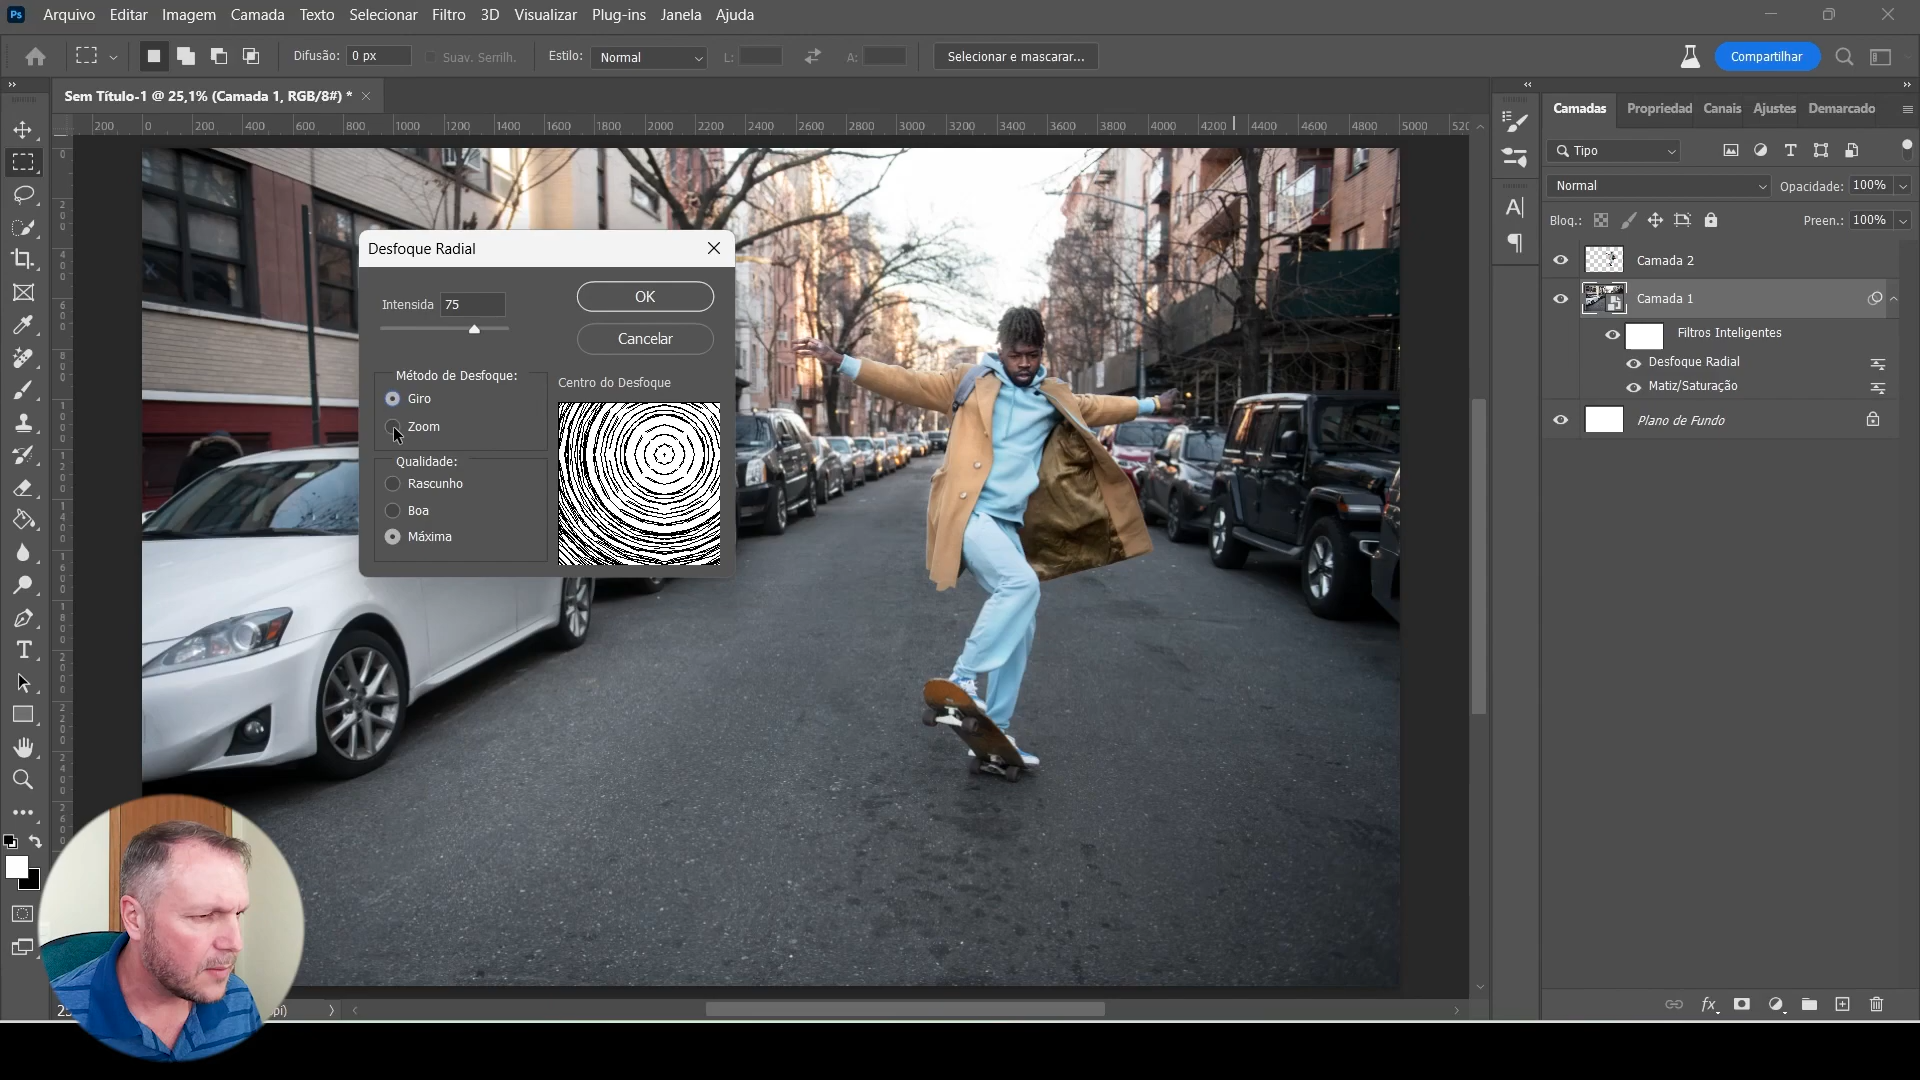 Ps Arquivo Editar Imagem Camada Texto Selecionar Filtro 3D Visualizar Plug-ins Janela Ajuda
Difusão: 0 px Suav. Semelh. Estilo: Normal L: A: Selecionar e mascarar... Compartilhar
Sem Título-1 @ 25,1% (Camada 1, RGB/8#) *
200 0 200 400 600 800 1000 1200 1400 1600 1800 2000 2200 2400 2600 2800 3000 3200 3400 3600 3800 4000 4200 4400 4600 4800 5000
Camadas Propriedad Canais Ajustes Demarcado
Tipo
Normal Opacidade: 100%
Bloq.: Preen.: 100%
Camada 2
Camada 1
Filtros Inteligentes
Desfoque Radial
Matiz/Saturação
Plano de Fundo
Desfoque Radial
Intensida 75
OK
Cancelar
Método de Desfoque:
Giro
Zoom
Centro do Desfoque
Qualidade:
Rascunho
Boa
Máxima